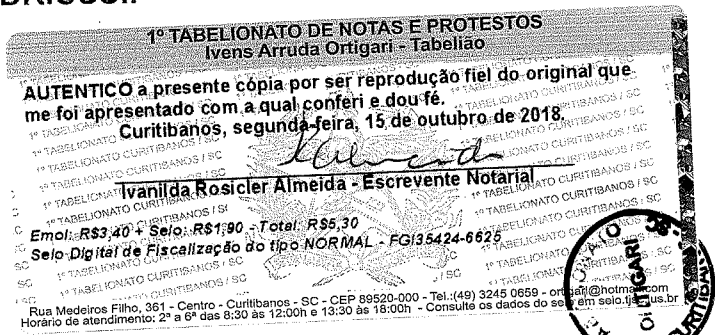 1º TABELIONATO DE NOTAS E PROTESTOS
Ivens Arruda Ortigari - Tabelião
AUTENTICO a presente cópia por ser reprodução fiel do original que
me foi apresentado com a qual conferi e dou fé.
Curitibanos, segunda-feira, 15 de outubro de 2018.
Ivanilda Rosicler Almeida - Escrevente Notarial
Emol: R$3,40 + Selo: R$1,90 - Total: R$5,30
Selo Digital de Fiscalização do tipo NORMAL - FGI35424-6625
Rua Medeiros Filho, 361 - Centro - Curitibanos - SC - CEP 89520-000 - Tel.:(49) 3245 0659 - ortigari@hotmail.com
Horário de atendimento: 2ª a 6ª das 8:30 às 12:00h e 13:30 às 18:00h - Consulte os dados do selo em selo.tjsc.jus.br